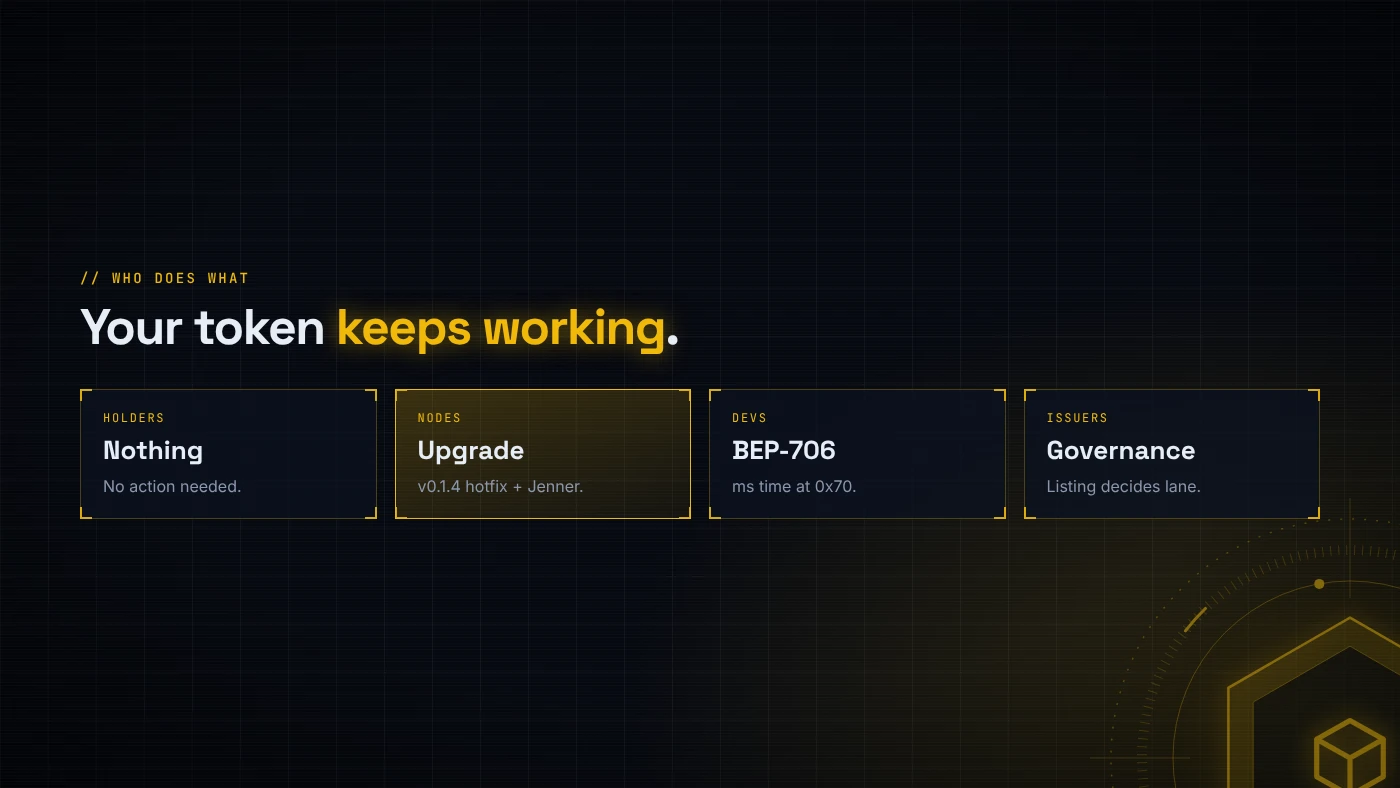 // WHO DOES WHAT
Your token keeps working.
HOLDERS
Nothing
No action needed.
NODES
Upgrade
v0.1.4 hotfix + Jenner.
DEVS
BEP-706
ms time at 0x70.
ISSUERS
Governance
Listing decides lane.